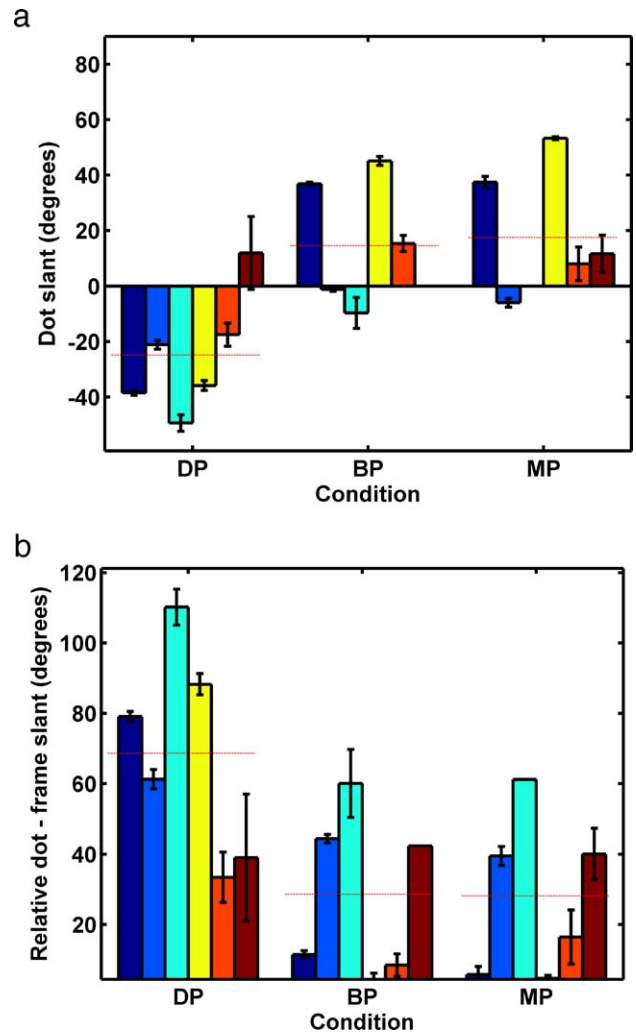 a
Dot slant (degrees)
80
60
40
20
0
-20
-40
DP BP MP
Condition
b
Relative dot - frame slant (degrees)
120
100
80
60
40
20
DP BP MP
Condition